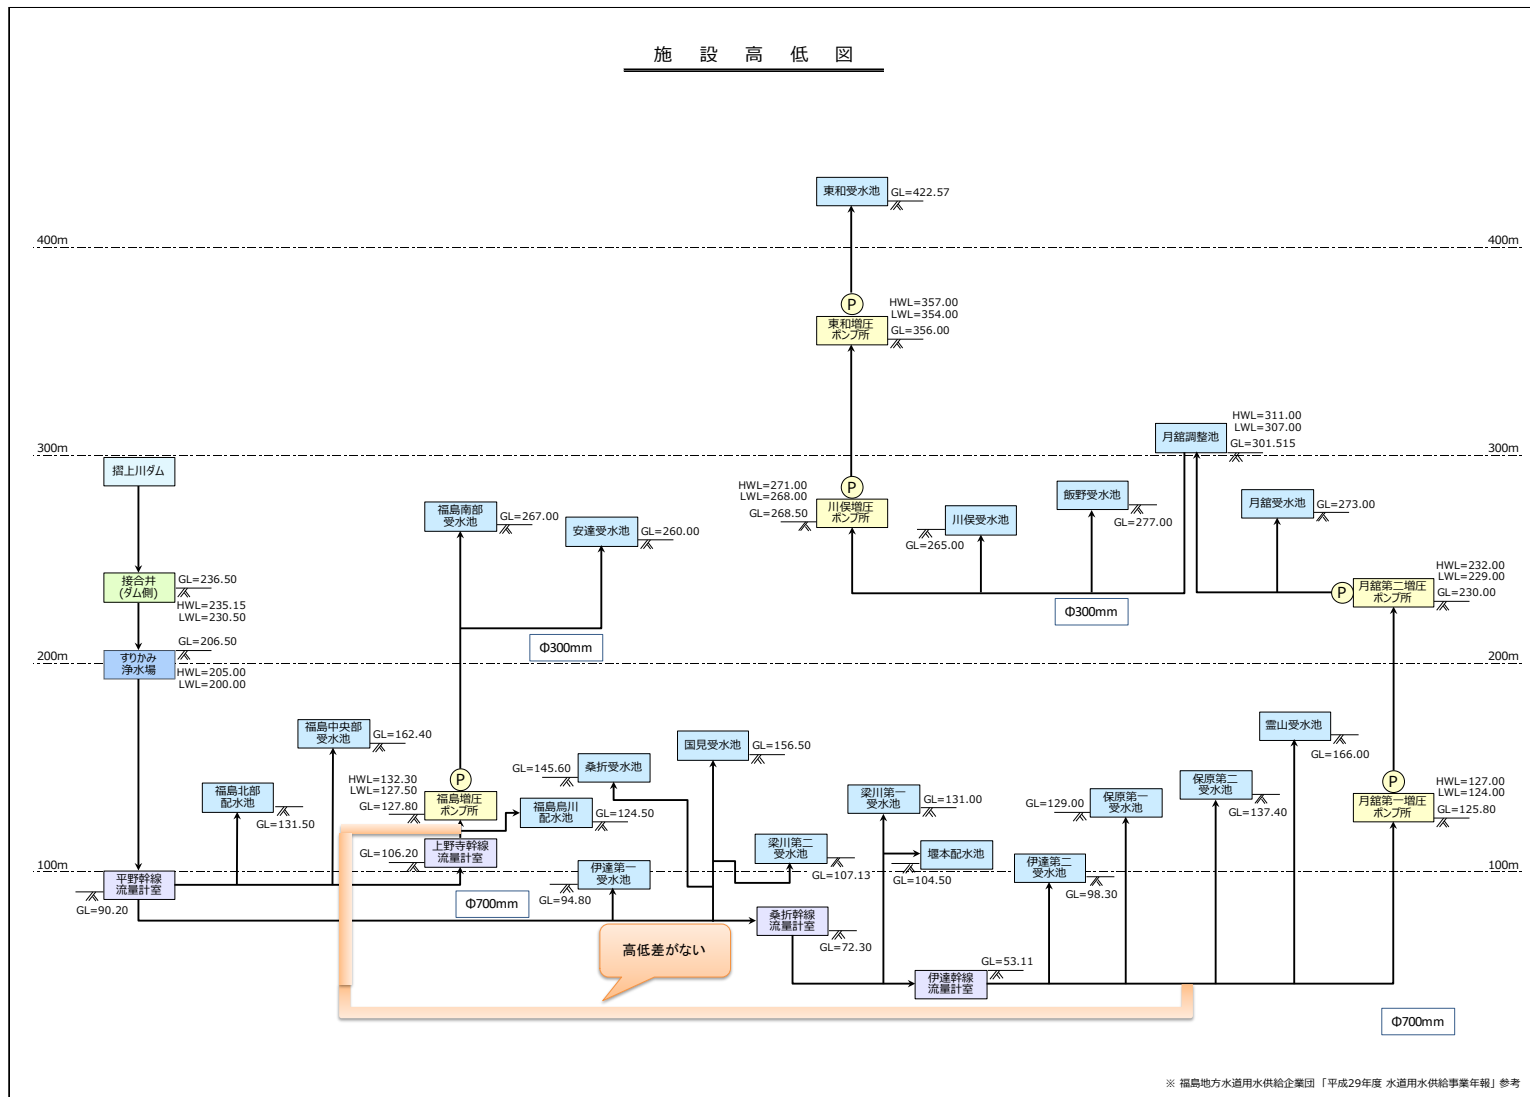 施設高低図
東和受水池
GL=422.57
400m
400m
HWL=357.00
LWL=354.00
P
東和増圧
ポンプ所
GL=356.00
HWL=311.00
LWL=307.00
月舘調整池
GL=301.515
300m
300m
摺上川ダム
HWL=271.00
LWL=268.00
P
川俣増圧
ポンプ所
GL=268.50
福島南部
受水池
GL=267.00
安達受水池
GL=260.00
川俣受水池
GL=265.00
飯野受水池
GL=277.00
月舘受水池
GL=273.00
接合井
(ダム側)
GL=236.50
HWL=235.15
LWL=230.50
HWL=232.00
LWL=229.00
P
月舘第二増圧
ポンプ所
GL=230.00
Φ300mm
Φ300mm
GL=206.50
200m
200m
すりかみ
浄水場
HWL=205.00
LWL=200.00
福島中央部
受水池
GL=162.40
国見受水池
GL=156.50
霊山受水池
GL=166.00
桑折受水池
GL=145.60
福島北部
配水池
GL=131.50
P
HWL=132.30
LWL=127.50
GL=127.80
福島増圧
ポンプ所
福島烏川
配水池
GL=124.50
梁川第一
受水池
GL=131.00
保原第一
受水池
GL=129.00
保原第二
受水池
GL=137.40
P
HWL=127.00
LWL=124.00
月舘第一増圧
ポンプ所
GL=125.80
上野寺幹線
流量計室
GL=106.20
梁川第二
受水池
GL=107.13
堰本配水池
GL=104.50
100m
100m
平野幹線
流量計室
GL=90.20
伊達第一
受水池
GL=94.80
伊達第二
受水池
GL=98.30
Φ700mm
桑折幹線
流量計室
GL=72.30
高低差がない
伊達幹線
流量計室
GL=53.11
Φ700mm
※ 福島地方水道用水供給企業団 「平成29年度 水道用水供給事業年報」参考